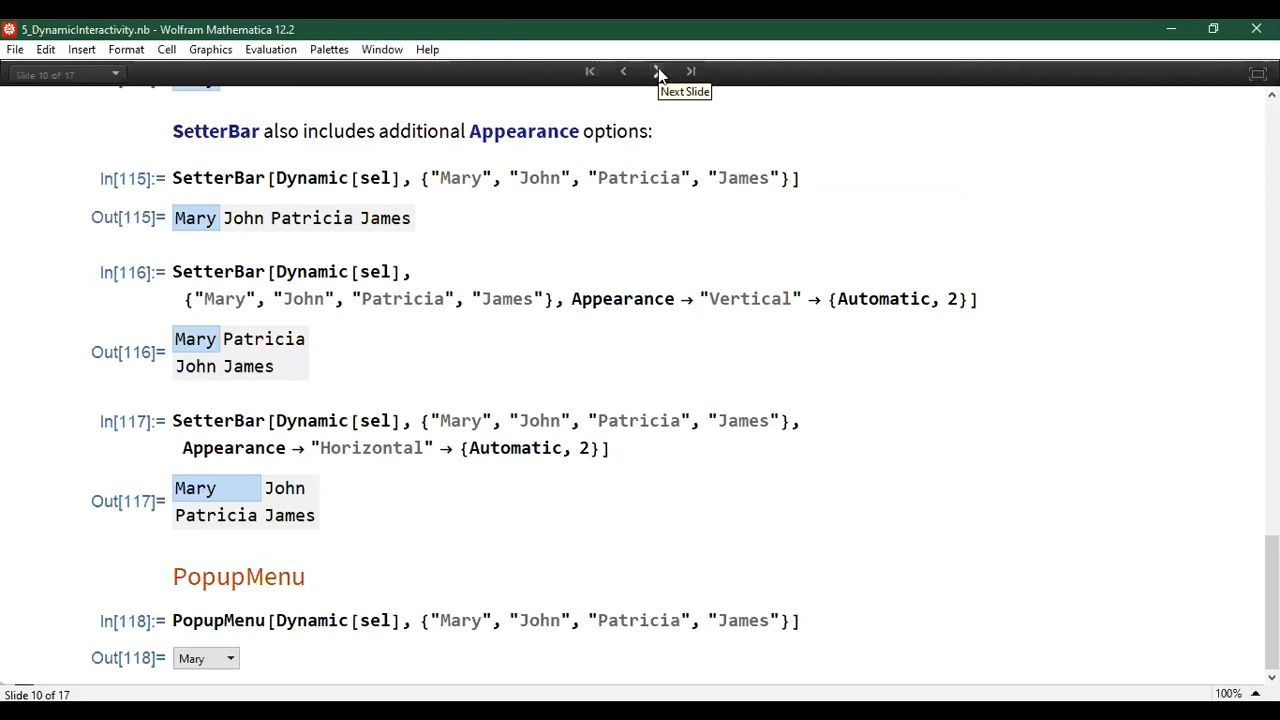 5_DynamicInteractivity.nb - Wolfram Mathematica 12.2
File Edit Insert Format Cell Graphics Evaluation Palettes Window Help
Slide 10 of 17
Next Slide
SetterBar also includes additional Appearance options:
In[115]:= SetterBar[Dynamic[sel], {"Mary", "John", "Patricia", "James"}]
Out[115]= Mary John Patricia James
In[116]:= SetterBar[Dynamic[sel],
{"Mary", "John", "Patricia", "James"}, Appearance → "Vertical" → {Automatic, 2}]
Out[116]= Mary Patricia
John James
In[117]:= SetterBar[Dynamic[sel], {"Mary", "John", "Patricia", "James"},
Appearance → "Horizontal" → {Automatic, 2}]
Out[117]= Mary John
Patricia James
PopupMenu
In[118]:= PopupMenu[Dynamic[sel], {"Mary", "John", "Patricia", "James"}]
Out[118]= Mary
Slide 10 of 17
100%